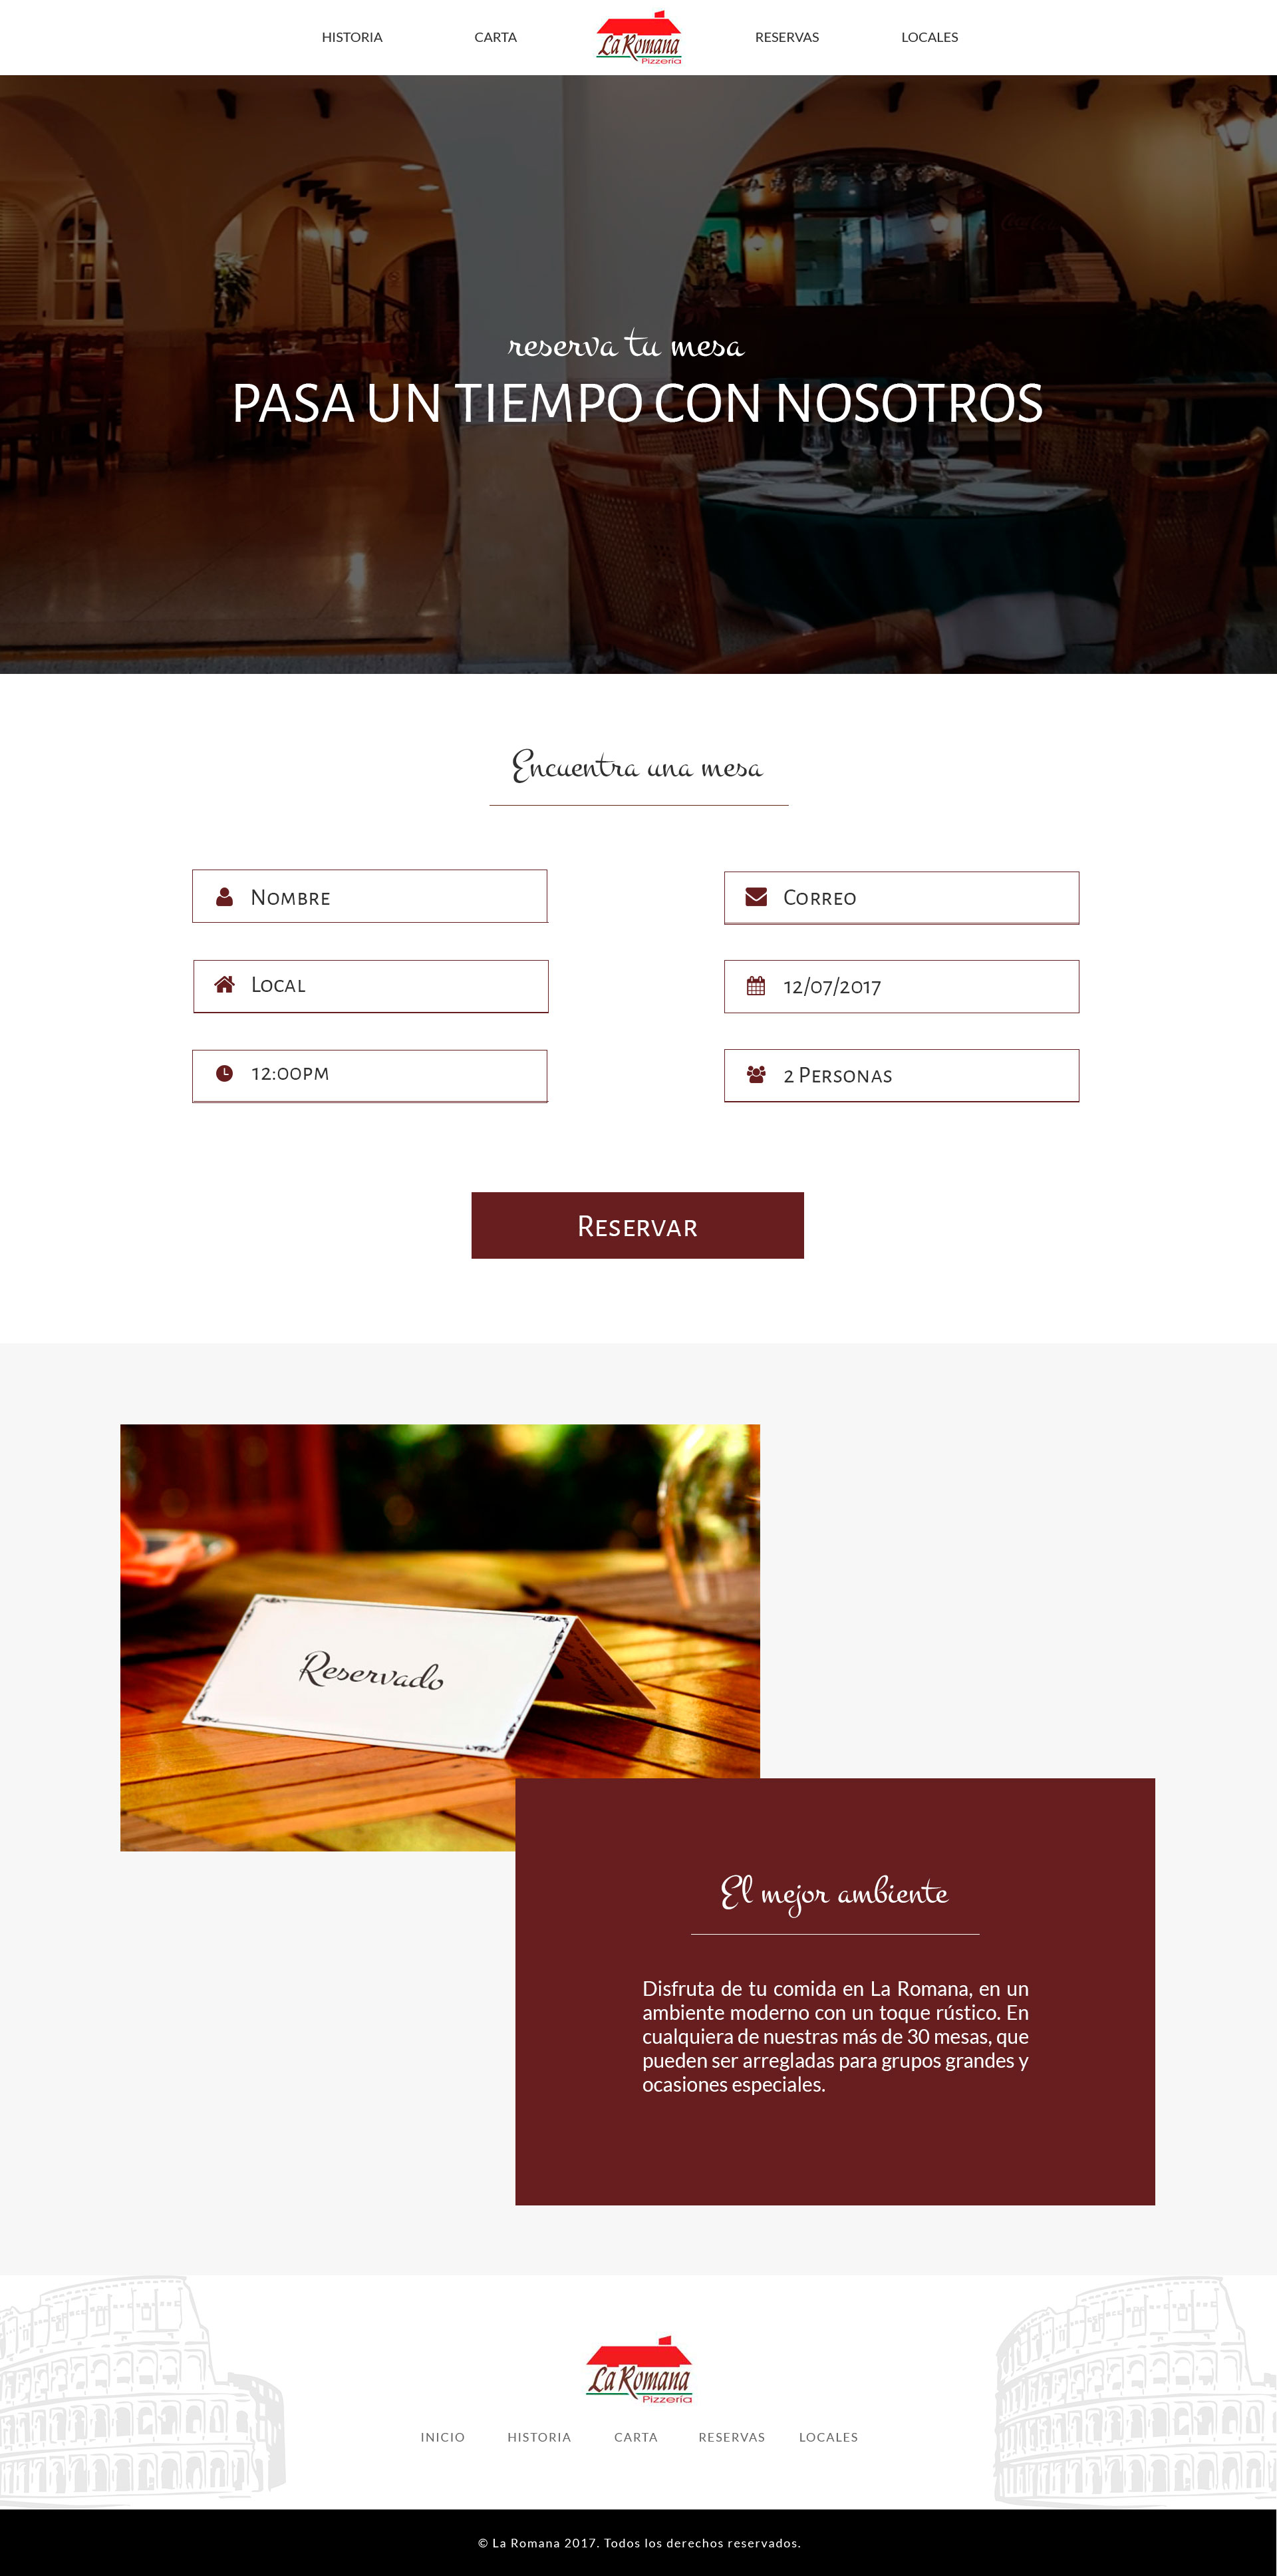 HISTORIA
CARTA
La Romana
Pizzeria
RESERVAS
LOCALES
reserva tu mesa
PASA UN TIEMPO CON NOSOTROS
Encuentra una mesa
Nombre
Correo
Local
12/07/2017
12:00pm
2 Personas
Reservar
Reservado
El mejor ambiente
Disfruta de tu comida en La Romana, en un
ambiente moderno con un toque rústico. En
cualquiera de nuestras más de 30 mesas, que
pueden ser arregladas para grupos grandes y
ocasiones especiales.
La Romana
Pizzeria
INICIO
HISTORIA
CARTA
RESERVAS
LOCALES
© La Romana 2017. Todos los derechos reservados.